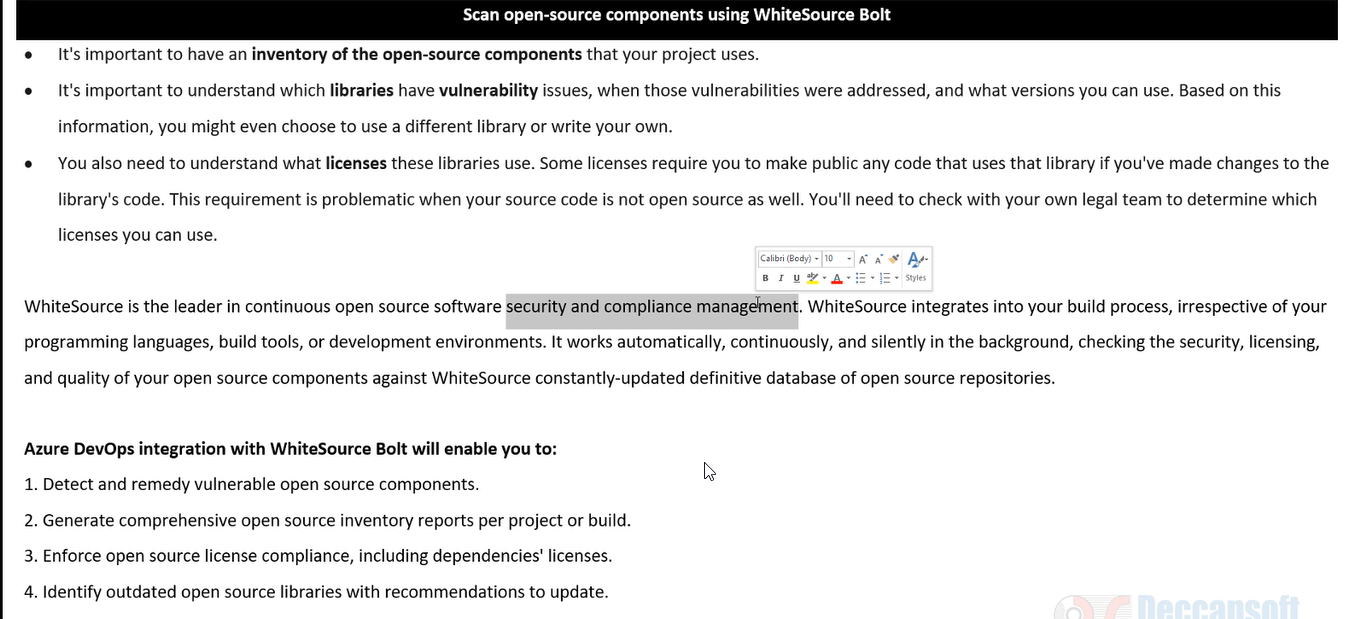 Scan open-source components using WhiteSource Bolt
• It's important to have an inventory of the open-source components that your project uses.
• It's important to understand which libraries have vulnerability issues, when those vulnerabilities were addressed, and what versions you can use. Based on this
information, you might even choose to use a different library or write your own.
• You also need to understand what licenses these libraries use. Some licenses require you to make public any code that uses that library if you've made changes to the
library's code. This requirement is problematic when your source code is not open source as well. You'll need to check with your own legal team to determine which
licenses you can use.
Calibri (Body) 10
B I U Styles
WhiteSource is the leader in continuous open source software security and compliance management. WhiteSource integrates into your build process, irrespective of your
programming languages, build tools, or development environments. It works automatically, continuously, and silently in the background, checking the security, licensing,
and quality of your open source components against WhiteSource constantly-updated definitive database of open source repositories.
Azure DevOps integration with WhiteSource Bolt will enable you to:
1. Detect and remedy vulnerable open source components.
2. Generate comprehensive open source inventory reports per project or build.
3. Enforce open source license compliance, including dependencies' licenses.
4. Identify outdated open source libraries with recommendations to update.
Deccansoft